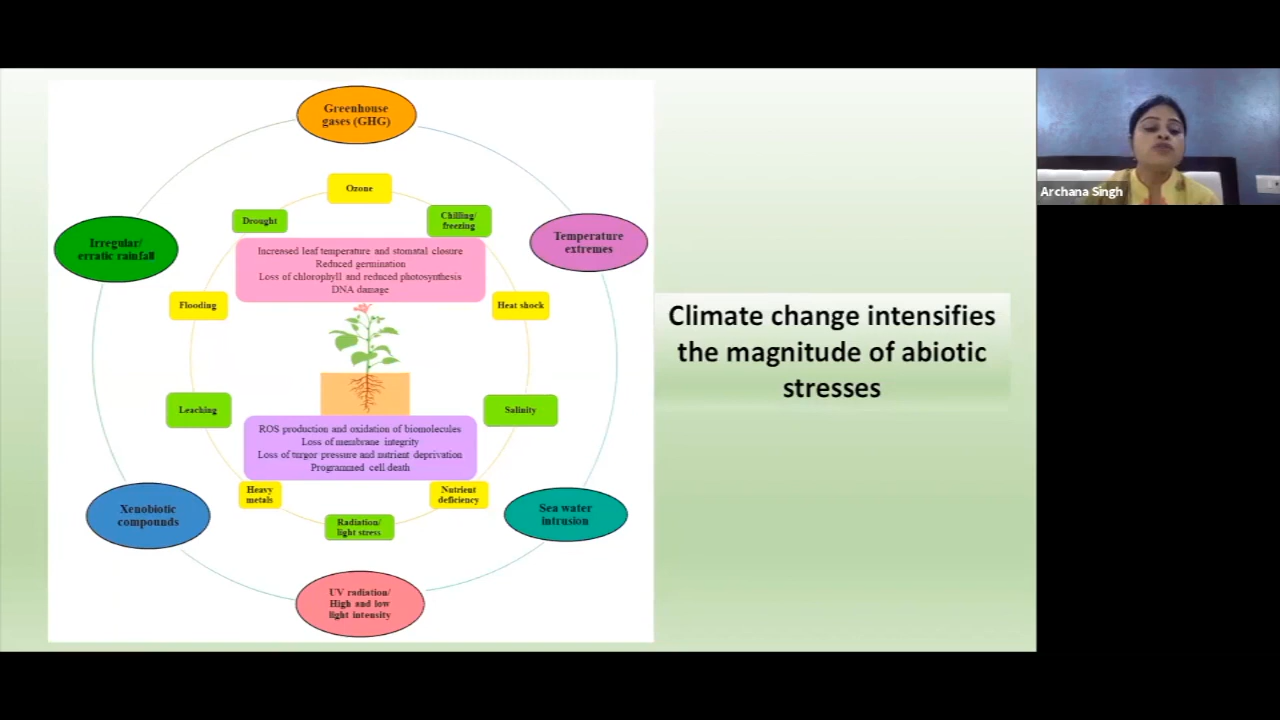 Greenhouse
gases (GHG)
Ozone
Drought
Chilling/
freezing
Irregular/
erratic rainfall
Temperature
extremes
Increased leaf temperature and stomatal closure
Reduced germination
Loss of chlorophyll and reduced photosynthesis
DNA damage
Flooding
Heat shock
Leaching
Salinity
ROS production and oxidation of biomolecules
Loss of membrane integrity
Loss of turgor pressure and nutrient deprivation
Programmed cell death
Heavy
metals
Nutrient
deficiency
Xenobiotic
compounds
Sea water
intrusion
Radiation/
light stress
UV radiation/
High and low
light intensity
Climate change intensifies
the magnitude of abiotic
stresses
Archana Singh